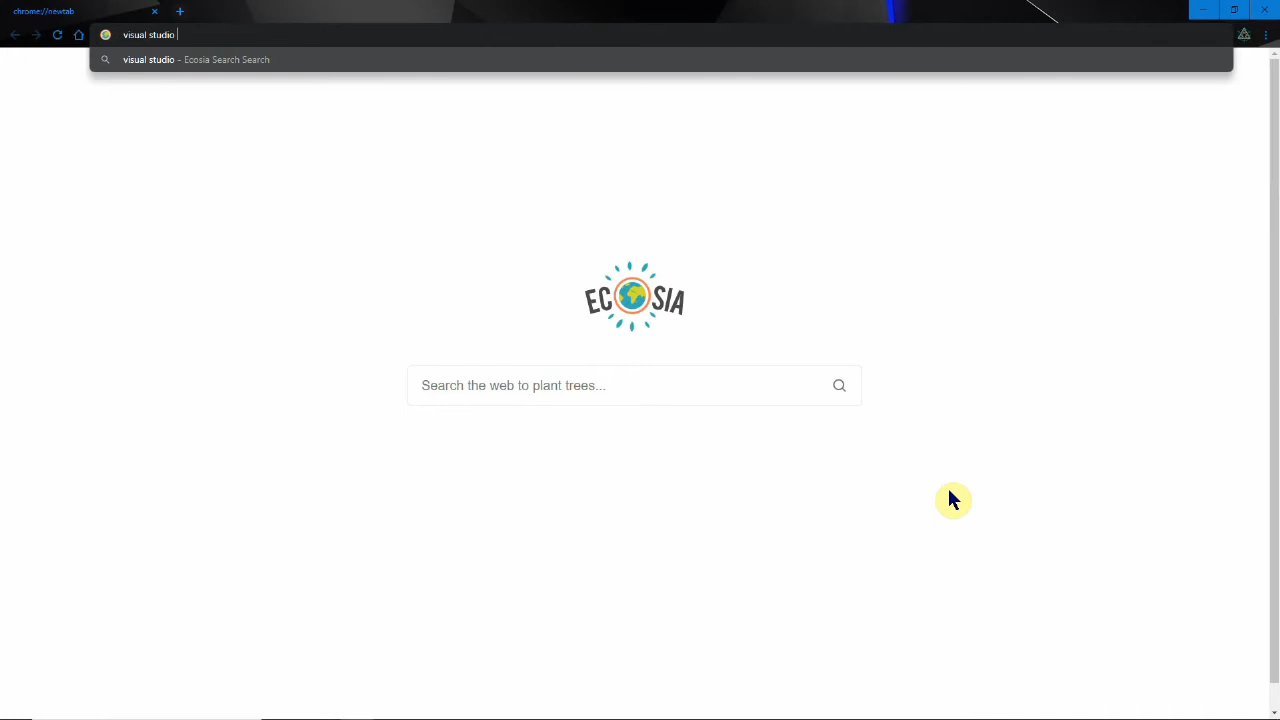 chrome://newtab
visual studio
visual studio - Ecosia Search Search
ECOSIA
Search the web to plant trees...